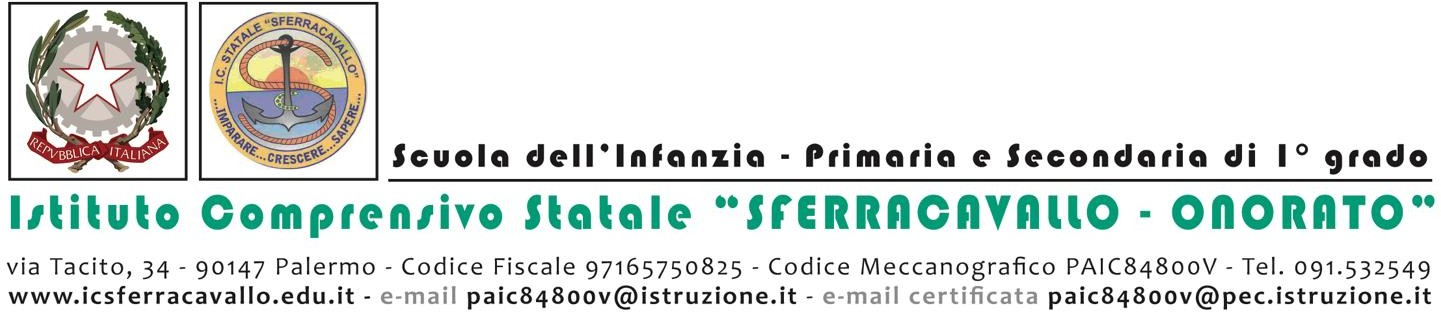 REPVBBLICA ITALIANA
I.C. STATALE "SFERRACAVALLO"
...IMPARARE...CRESCERE...SAPERE...
Scuola dell'Infanzia - Primaria e Secondaria di 1° grado
Istituto Comprensivo Statale "SFERRACAVALLO - ONORATO"
via Tacito, 34 - 90147 Palermo - Codice Fiscale 97165750825 - Codice Meccanografico PAIC84800V - Tel. 091.532549
www.icsferracavallo.edu.it - e-mail paic84800v@istruzione.it - e-mail certificata paic84800v@pec.istruzione.it